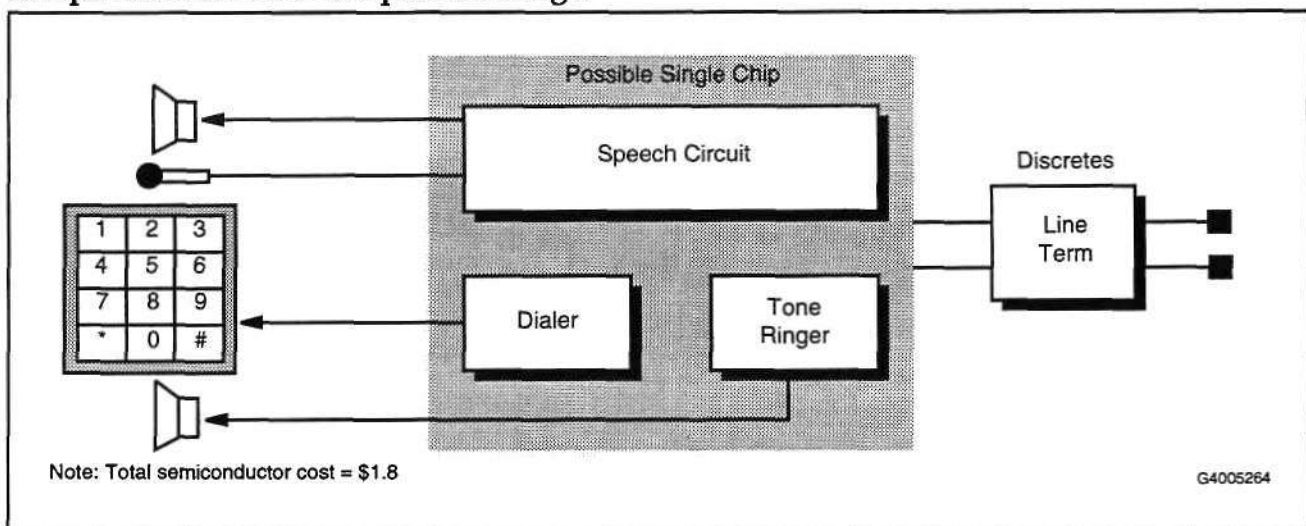 Possible Single Chip
Speech Circuit
Discretes
Line
Term
1 2 3
4 5 6
7 8 9
* 0 #
Dialer
Tone
Ringer
Note: Total semiconductor cost = $1.8
G4005264